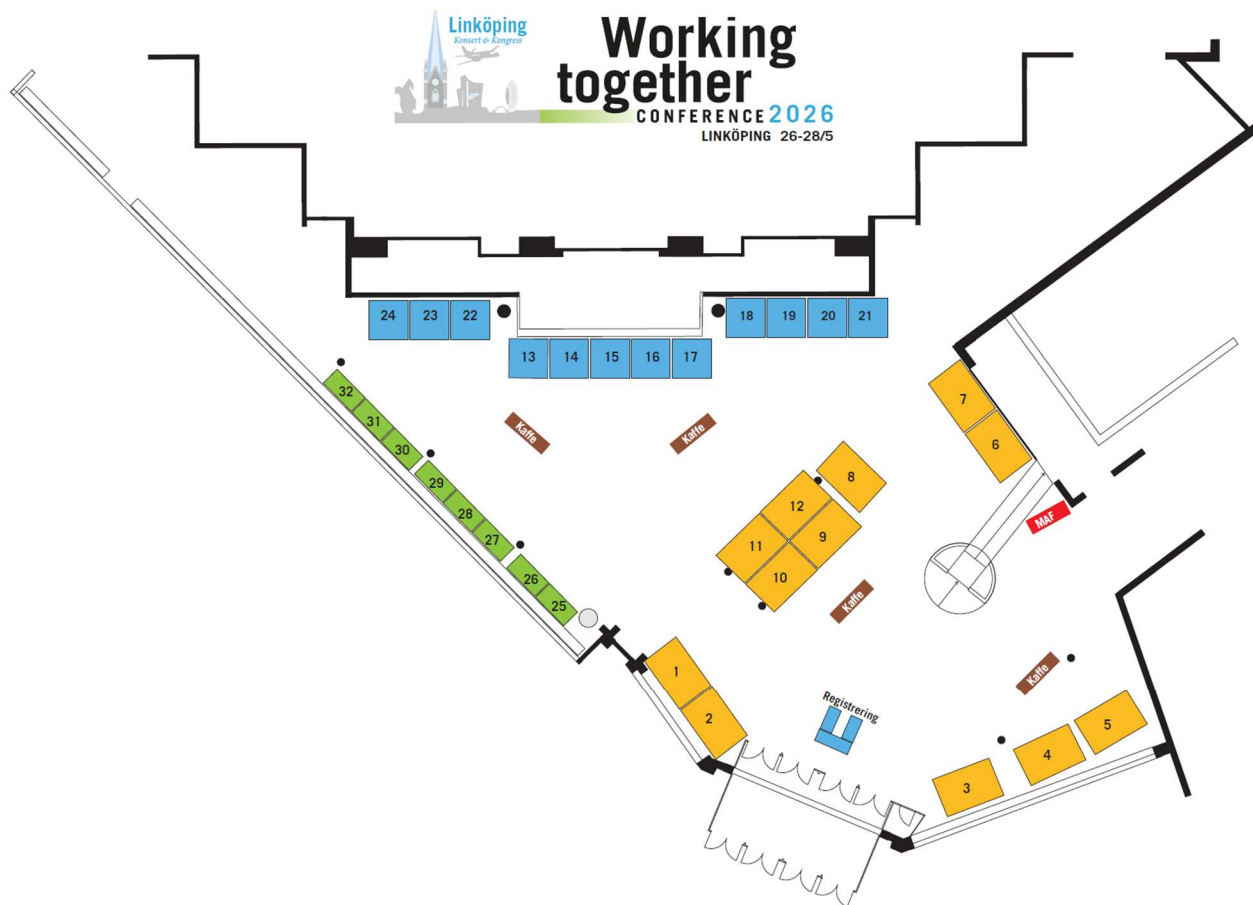 Linköping
Konsert & Kongress
Working
together
CONFERENCE 2026
LINKÖPING 26-28/5
24 23 22
18 19 20 21
13 14 15 16 17
32
31
30
29
28
27
26
25
Kaffe
Kaffe
7
6
8
12
9
11
10
MAF
Kaffe
Kaffe
1
2
Registrering
5
4
3